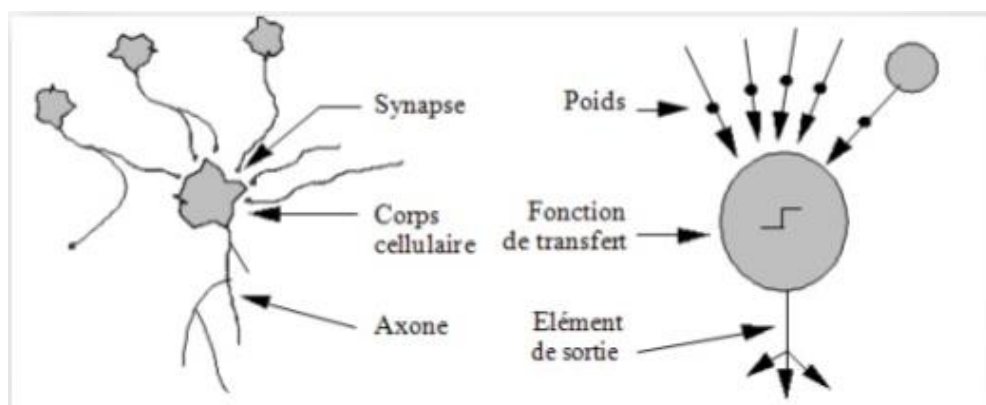 Synapse
Corps
cellulaire
Axone
Poids
Fonction
de transfert
Elément
de sortie